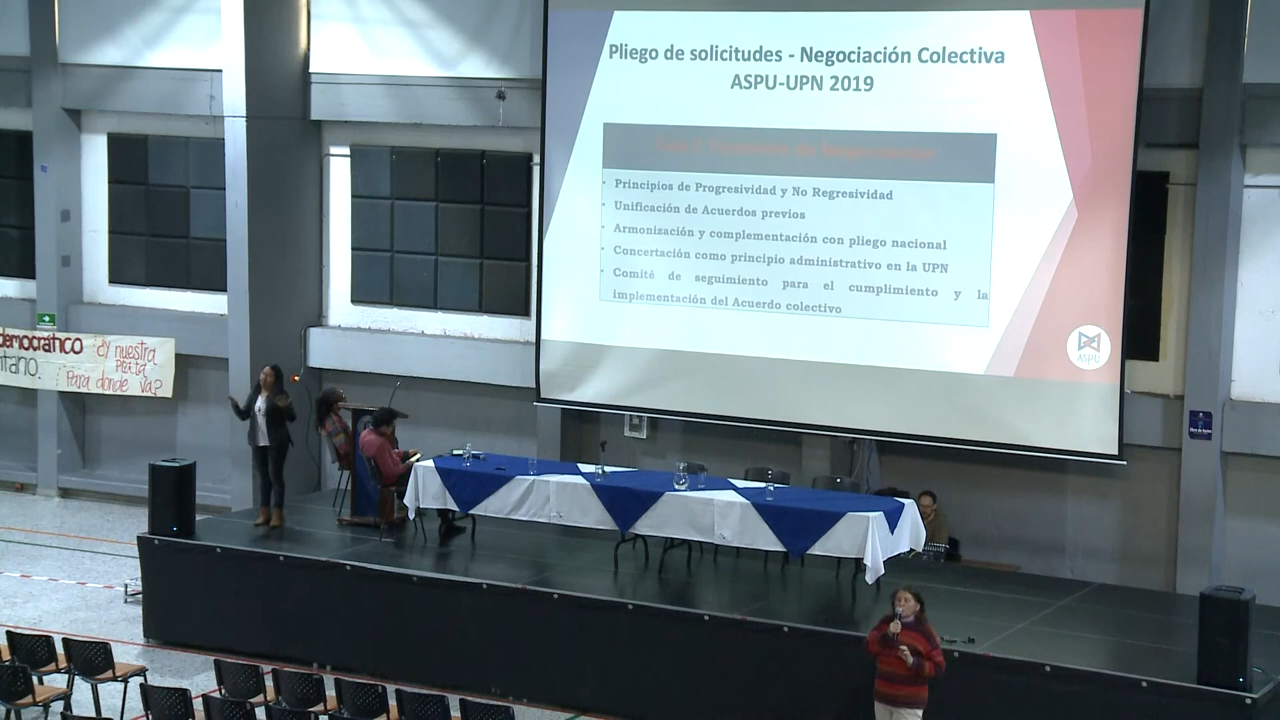 Pliego de solicitudes - Negociación Colectiva
ASPU-UPN 2019
Principios de Progresividad y No Regresividad
Unificación de Acuerdos previos
Armonización y complementación con pliego nacional
Concertación como principio administrativo en la UPN
Comité de seguimiento para el cumplimiento y la
implementación del Acuerdo colectivo
ASPU
democrático
¿y nuestra
plata
Para donde va?